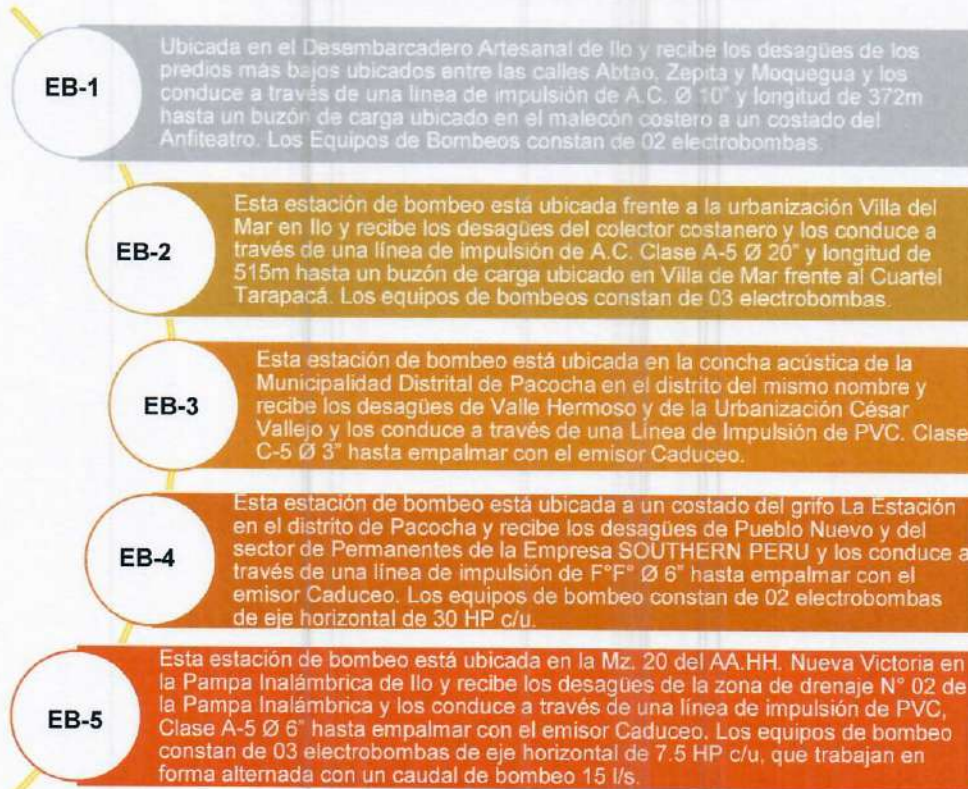 EB-1
Ubicada en el Desembarcadero Artesanal de Ilo y recibe los desagües de los
predios más bajos ubicados entre las calles Abtao, Zepita y Moquegua y los
conduce a través de una línea de impulsión de A.C. Ø 10" y longitud de 372m
hasta un buzón de carga ubicado en el malecón costero a un costado del
Anfiteatro. Los Equipos de Bombeos constan de 02 electrobombas.
EB-2
Esta estación de bombeo está ubicada frente a la urbanización Villa del
Mar en Ilo y recibe los desagües del colector costanero y los conduce a
través de una línea de impulsión de A.C. Clase A-5 Ø 20" y longitud de
515m hasta un buzón de carga ubicado en Villa de Mar frente al Cuartel
Tarapacá. Los equipos de bombeos constan de 03 electrobombas.
EB-3
Esta estación de bombeo está ubicada en la concha acústica de la
Municipalidad Distrital de Pacocha en el distrito del mismo nombre y
recibe los desagües de Valle Hermoso y de la Urbanización César
Vallejo y los conduce a través de una Línea de Impulsión de PVC. Clase
C-5 Ø 3" hasta empalmar con el emisor Caduceo.
EB-4
Esta estación de bombeo está ubicada a un costado del grifo La Estación
en el distrito de Pacocha y recibe los desagües de Pueblo Nuevo y del
sector de Permanentes de la Empresa SOUTHERN PERU y los conduce a
través de una línea de impulsión de F°F° Ø 6" hasta empalmar con el
emisor Caduceo. Los equipos de bombeo constan de 02 electrobombas
de eje horizontal de 30 HP c/u.
EB-5
Esta estación de bombeo está ubicada en la Mz. 20 del AA.HH. Nueva Victoria en
la Pampa Inalámbrica de Ilo y recibe los desagües de la zona de drenaje N° 02 de
la Pampa Inalámbrica y los conduce a través de una línea de impulsión de PVC,
Clase A-5 Ø 6" hasta empalmar con el emisor Caduceo. Los equipos de bombeo
constan de 03 electrobombas de eje horizontal de 7.5 HP c/u, que trabajan en
forma alternada con un caudal de bombeo 15 l/s.